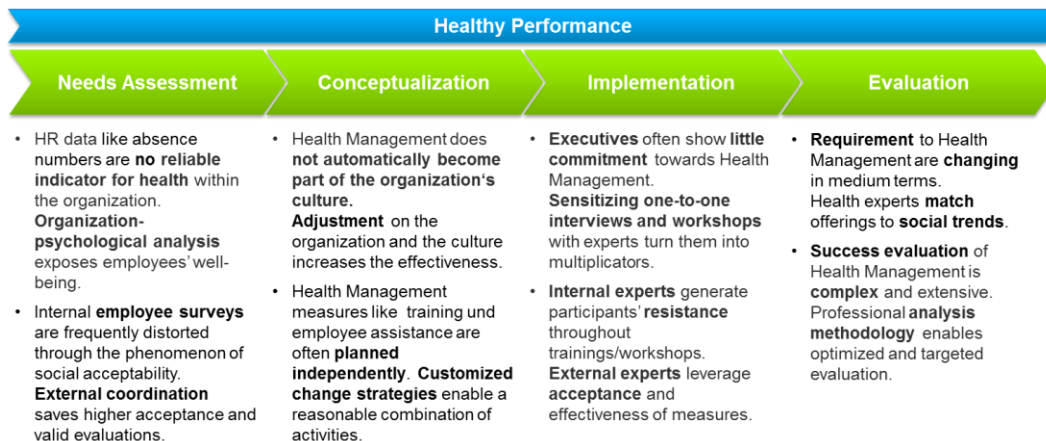 Healthy Performance
Needs Assessment
Conceptualization
Implementation
Evaluation
• HR data like absence
numbers are no reliable
indicator for health within
the organization.
Organization-
psychological analysis
exposes employees' well-
being.
• Internal employee surveys
are frequently distorted
through the phenomenon of
social acceptability.
External coordination
saves higher acceptance and
valid evaluations.
• Health Management does
not automatically become
part of the organization‘s
culture.
Adjustment on the
organization and the culture
increases the effectiveness.
• Health Management
measures like training und
employee assistance are
often planned
independently. Customized
change strategies enable a
reasonable combination of
activities.
• Executives often show little
commitment towards Health
Management.
Sensitizing one-to-one
interviews and workshops
with experts turn them into
multiplicators.
• Internal experts generate
participants' resistance
throughout
trainings/workshops.
External experts leverage
acceptance and
effectiveness of measures.
• Requirement to Health
Management are changing
in medium terms.
Health experts match
offerings to social trends.
• Success evaluation of
Health Management is
complex and extensive.
Professional analysis
methodology enables
optimized and targeted
evaluation.